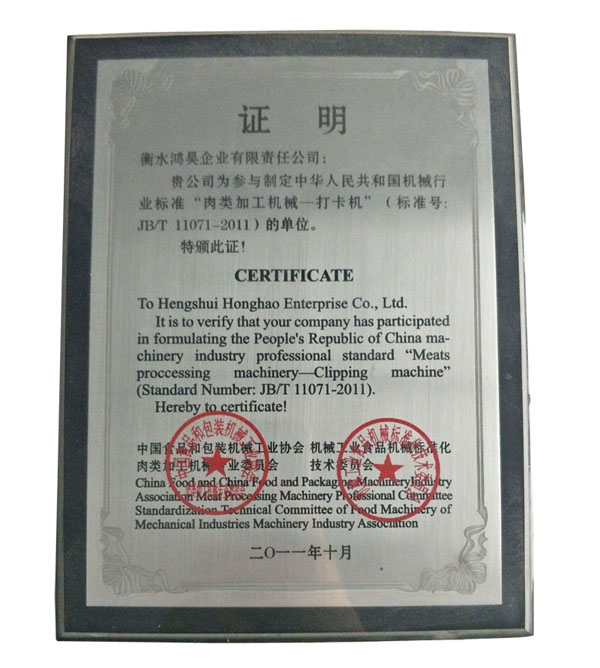 证 明
衡水鸿昊企业有限责任公司：
贵公司为参与制定中华人民共和国机械行
业标准“肉类加工机械—打卡机”（标准号：
JB/T 11071–2011）的单位。
特颁此证！
CERTIFICATE
To Hengshui Honghao Enterprise Co., Ltd.
It is to verify that your company has participated
in formulating the People's Republic of China ma-
chinery industry professional standard “Meats
proccessing machinery—Clipping machine”
(Standard Number: JB/T 11071-2011).
Hereby to certificate!
中国食品和包装机械工业协会 机械工业食品机械标准化
肉类加工机械专业委员会 技术委员会
China Food and China Food and Packaging MachineryIndustry
Association Meat Processing Machinery Professional Committee
Standardization Technical Committee of Food Machinery of
Mechanical Industries Machinery Industry Association
二〇一一年十月